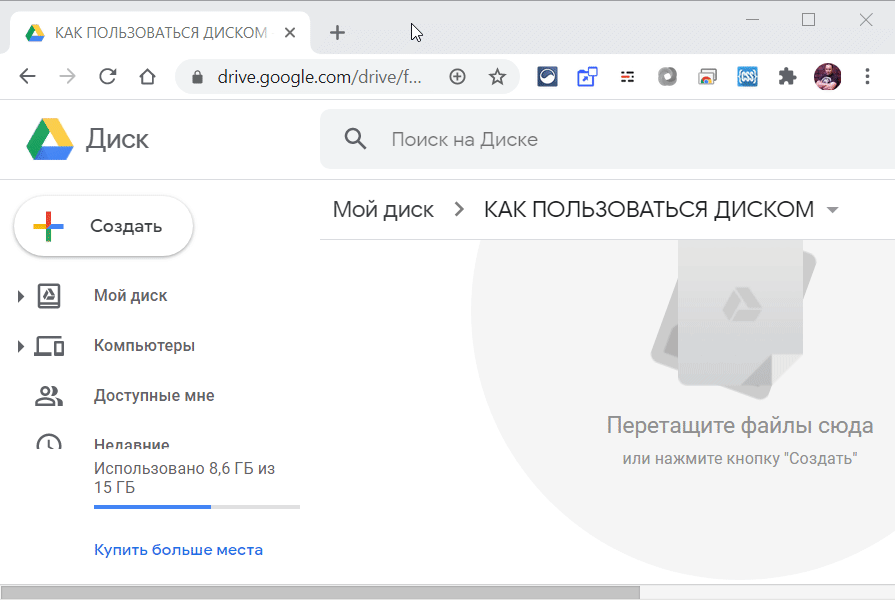 КАК ПОЛЬЗОВАТЬСЯ ДИСКОМ
drive.google.com/drive/f...
{css}
Диск
Поиск на Диске
Создать
Мой диск
КАК ПОЛЬЗОВАТЬСЯ ДИСКОМ
Мой диск
Компьютеры
Доступные мне
Недавние
Использовано 8,6 ГБ из
15 ГБ
Купить больше места
Перетащите файлы сюда
или нажмите кнопку "Создать"